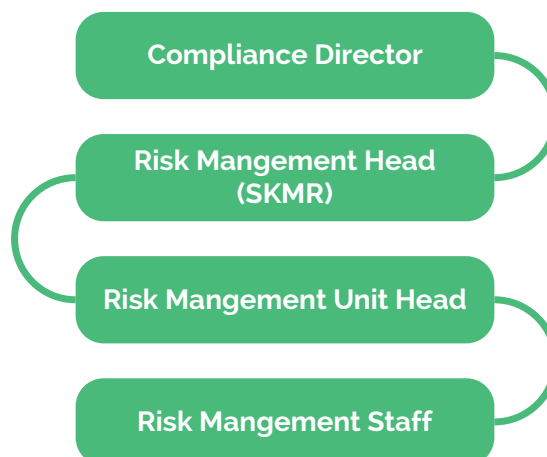 Compliance Director
Risk Mangement Head
(SKMR)
Risk Mangement Unit Head
Risk Mangement Staff